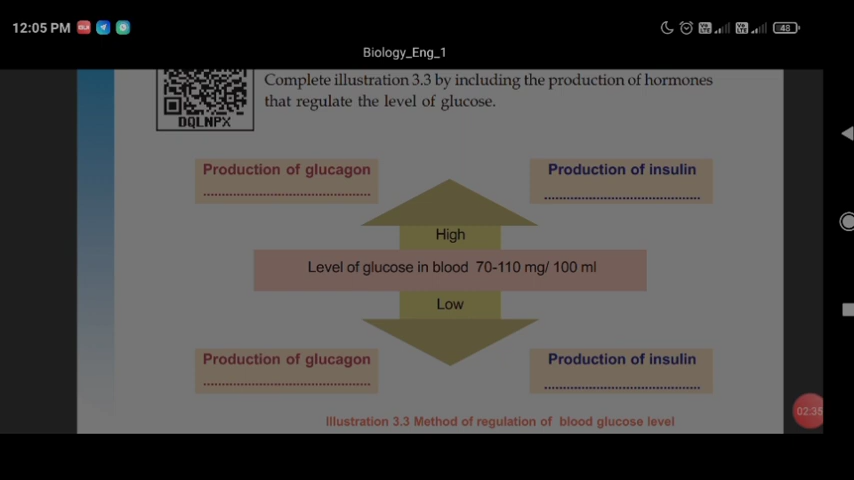 12:05 PM
48
Biology_Eng_1
Complete illustration 3.3 by including the production of hormones
that regulate the level of glucose.
DQLNPX
Production of glucagon
Production of insulin
High
Level of glucose in blood 70-110 mg/ 100 ml
Low
Production of glucagon
Production of insulin
02:35
Illustration 3.3 Method of regulation of blood glucose level